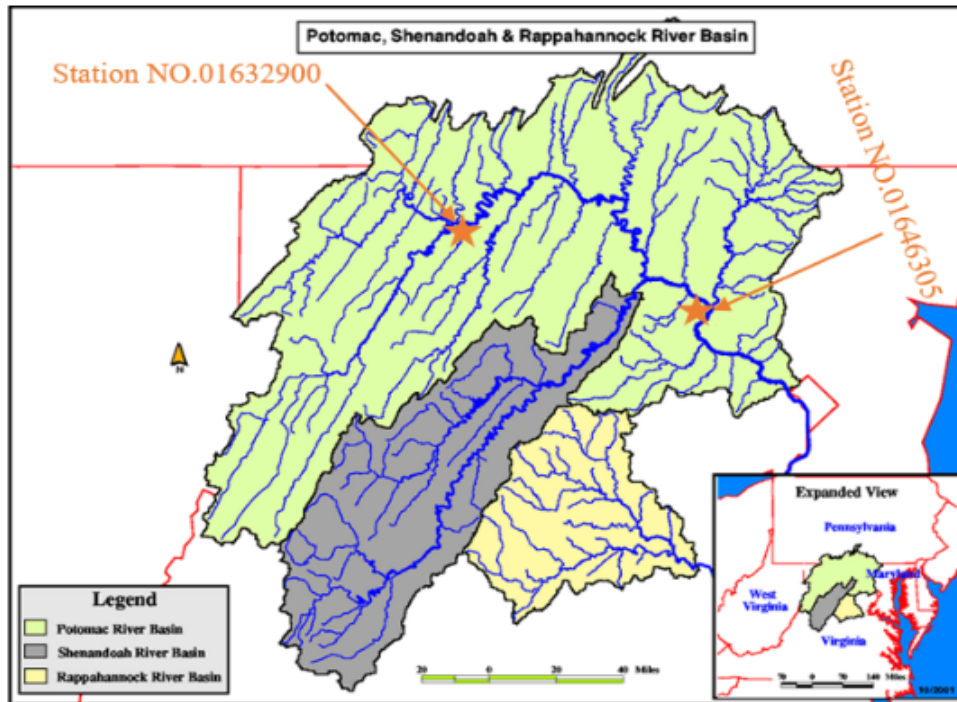 Potomac, Shenandoah & Rappahannock River Basin
Station NO.01632900
Station NO.01646305
N
Expanded View
Pennsylvania
Maryland
West
Virginia
Virginia
70 0 70 140 Miles
10/2001
Legend
Potomac River Basin
Shenandoah River Basin
Rappahannock River Basin
20 0 20 40 Miles